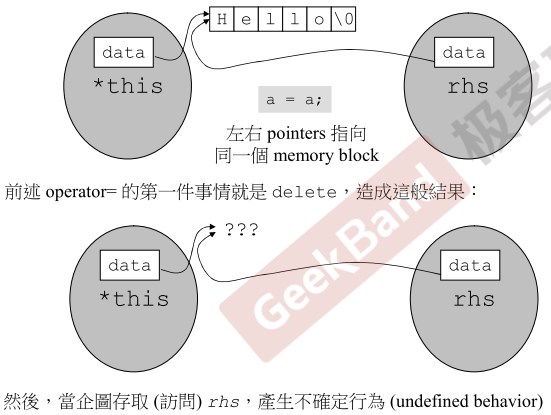 data
H e l l o \0
data
*this
rhs
a = a;
左右 pointers 指向
同一個 memory block
前述 operator= 的第一件事情就是 delete，造成這般結果：
???
data
data
*this
rhs
GeekBand
极客
然後，當企圖存取 (訪問) rhs，產生不確定行為 (undefined behavior)